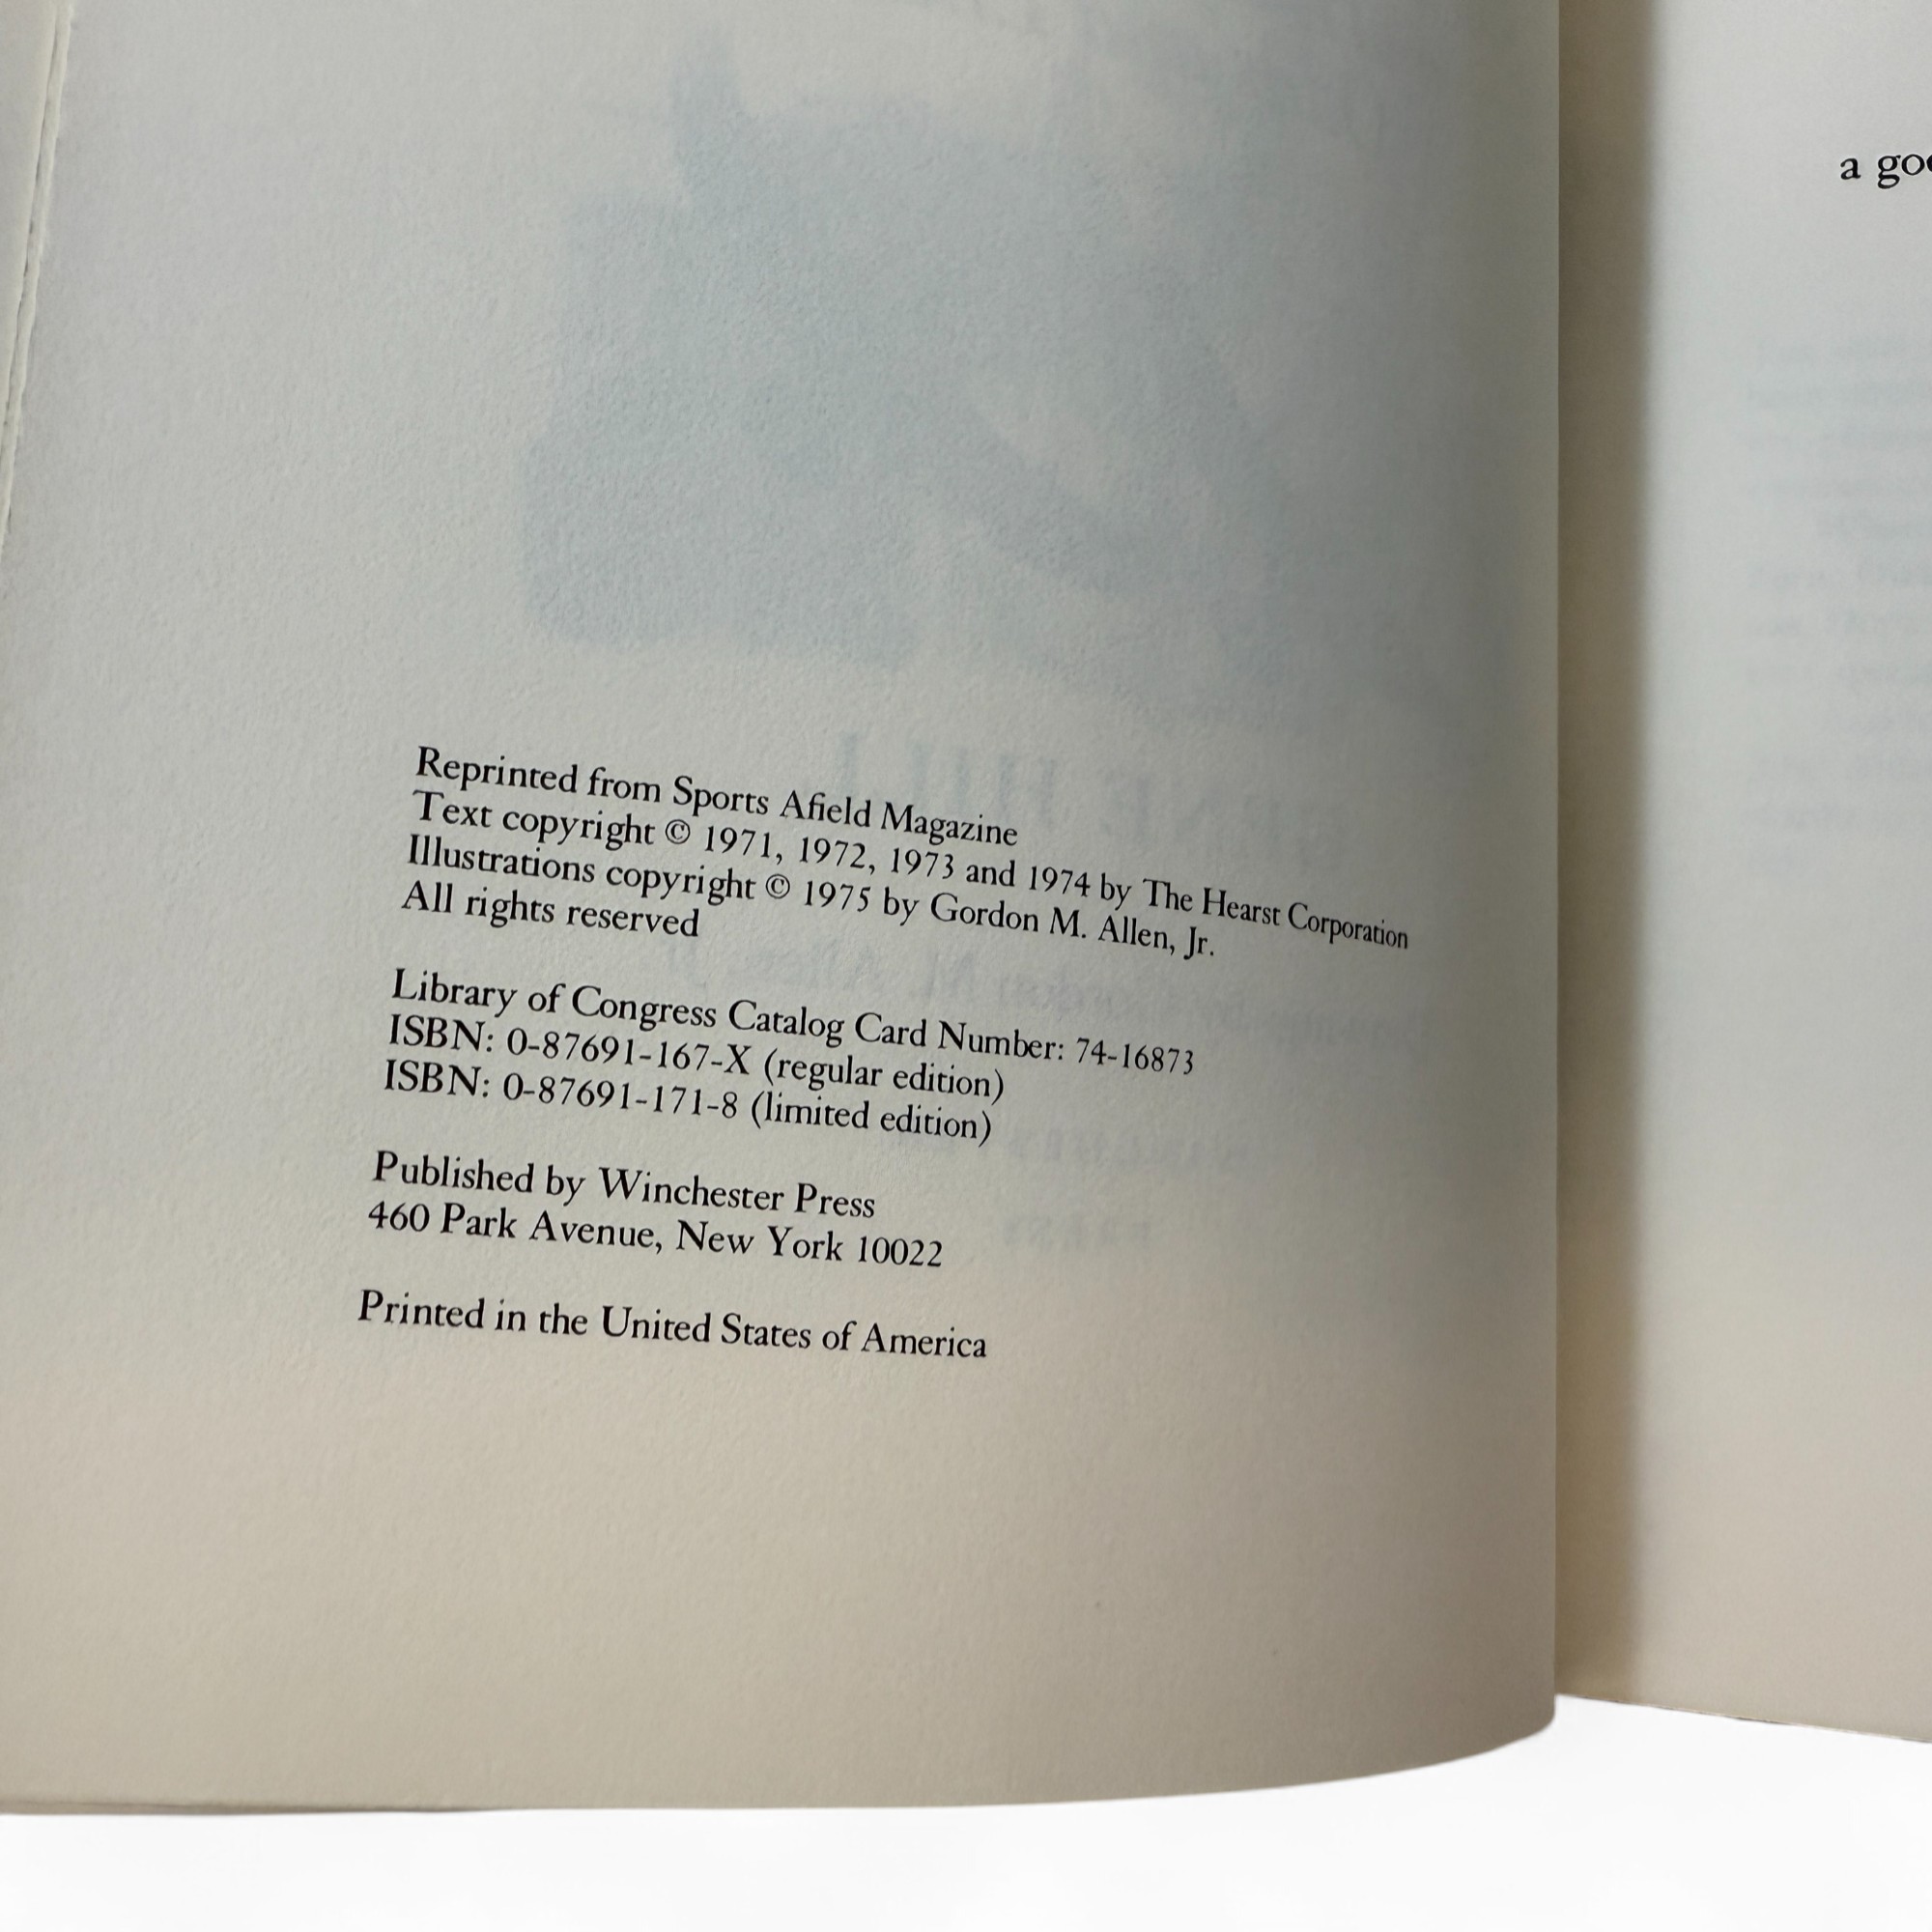 Reprinted from Sports Afield Magazine
Text copyright © 1971, 1972, 1973 and 1974 by The Hearst Corporation
Illustrations copyright © 1975 by Gordon M. Allen, Jr.
All rights reserved
Library of Congress Catalog Card Number: 74-16873
ISBN: 0-87691-167-X (regular edition)
ISBN: 0-87691-171-8 (limited edition)
Published by Winchester Press
460 Park Avenue, New York 10022
Printed in the United States of America
a